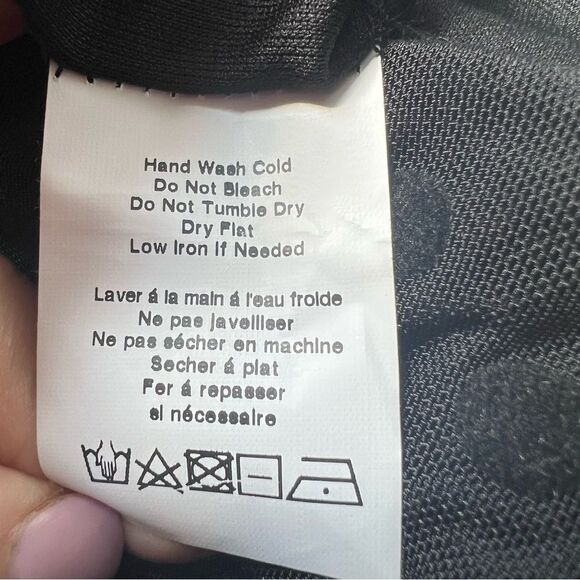 Hand Wash Cold
Do Not Bleach
Do Not Tumble Dry
Dry Flat
Low Iron If Needed
Laver á la main á l'eau froide
Ne pas javelliser
Ne pas sécher en machine
Secher á plat
Fer á repasser
si nécessaire